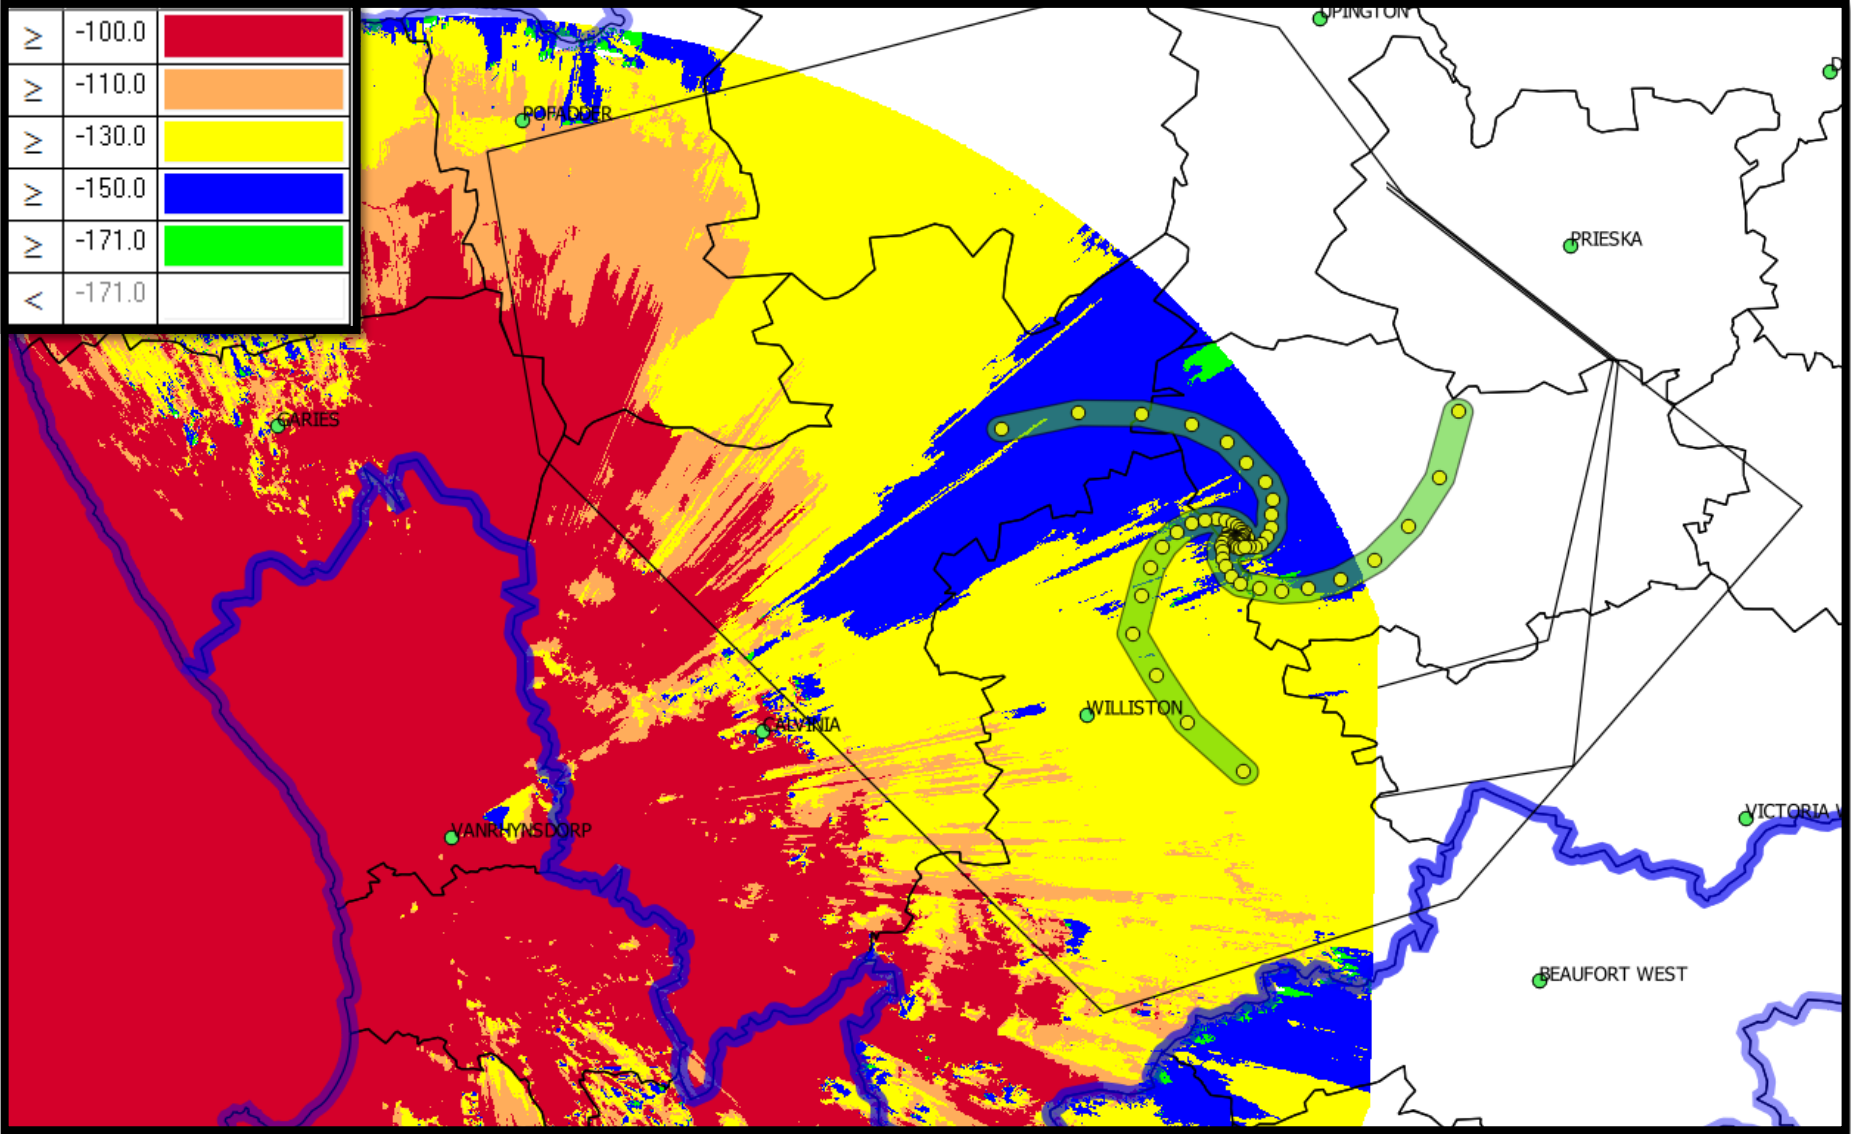 ≥ -100.0
≥ -110.0
≥ -130.0
≥ -150.0
≥ -171.0
< -171.0
UPINGTON
D
POFADDER
PRIESKA
GARIES
WILLISTON
CALVINIA
VANRHYNSDORP
VICTORIA W
BEAUFORT WEST